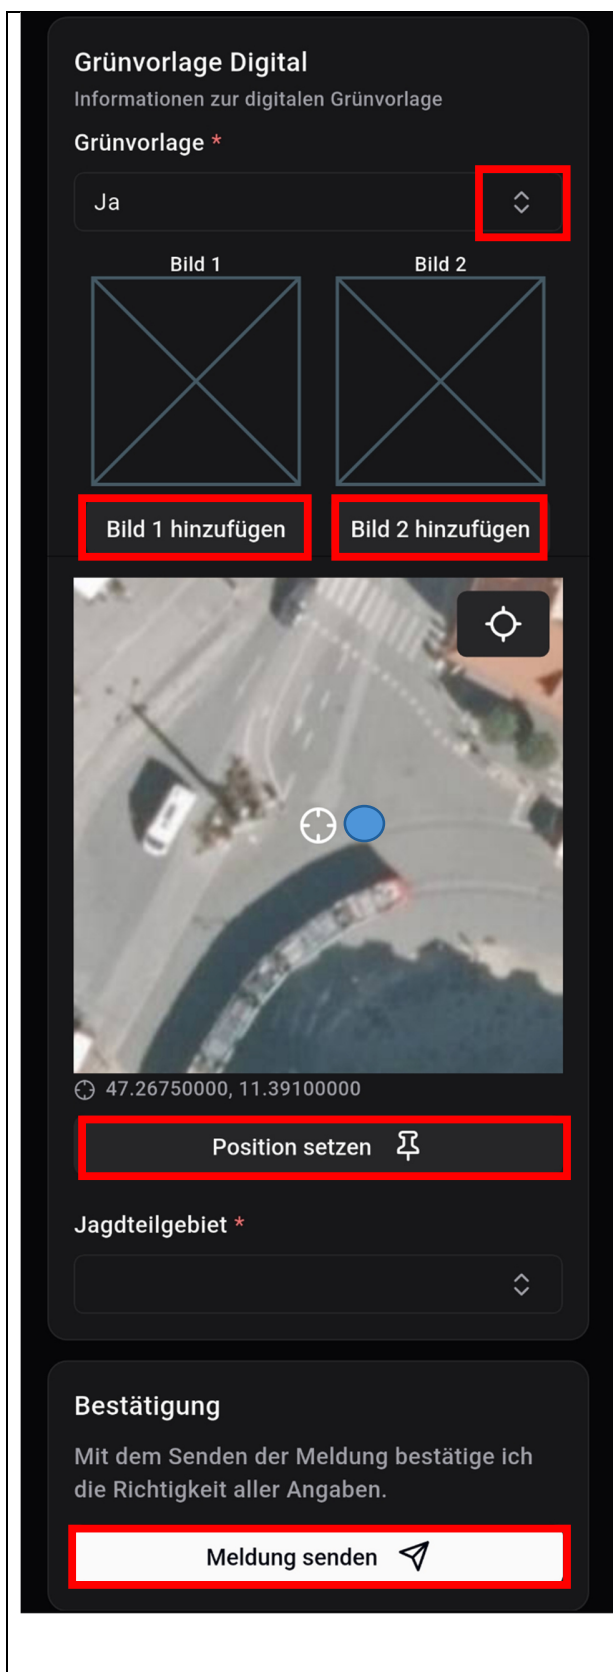 Grünvorlage Digital
Informationen zur digitalen Grünvorlage
Grünvorlage *
Ja
Bild 1 Bild 2
Bild 1 hinzufügen Bild 2 hinzufügen
47.26750000, 11.39100000
Position setzen
Jagdteilgebiet *
Bestätigung
Mit dem Senden der Meldung bestätige ich
die Richtigkeit aller Angaben.
Meldung senden